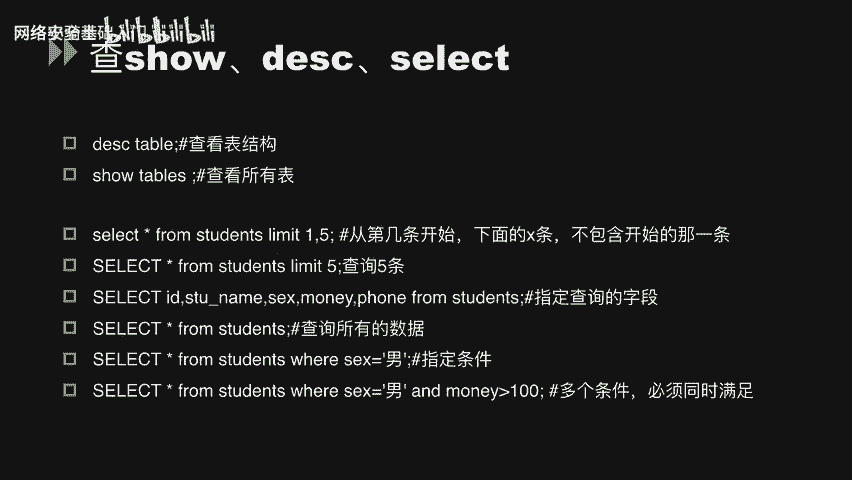 网络安全基础入门 bilibili
查show、desc、select
desc table;#查看表结构
show tables ;#查看所有表
select * from students limit 1,5; #从第几条开始，下面的x条，不包含开始的那一条
SELECT * from students limit 5;查询5条
SELECT id,stu_name,sex,money,phone from students;#指定查询的字段
SELECT * from students;#查询所有的数据
SELECT * from students where sex='男';#指定条件
SELECT * from students where sex='男' and money>100; #多个条件，必须同时满足